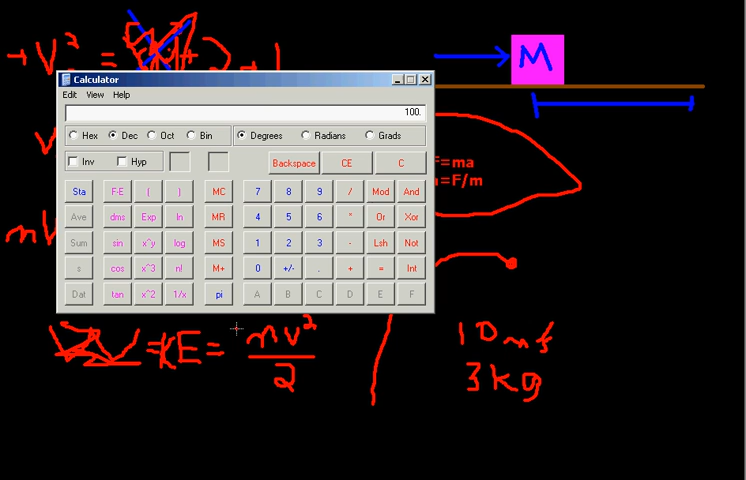 → V₂² =
M
Calculator
Edit View Help
100.
Hex Dec Oct Bin Degrees Radians Grads
Inv Hyp Backspace CE C
=ma
=F/m
Sta F-E ( ) MC 7 8 9 / Mod And
Ave dms Exp ln MR 4 5 6 * Or Xor
Sum sin x^y log MS 1 2 3 - Lsh Not
s cos x^3 n! M+ 0 +/- . + = Int
Dat tan x^2 1/x pi A B C D E F
mV
=KE= mv²
2
10 m/s
3 kg